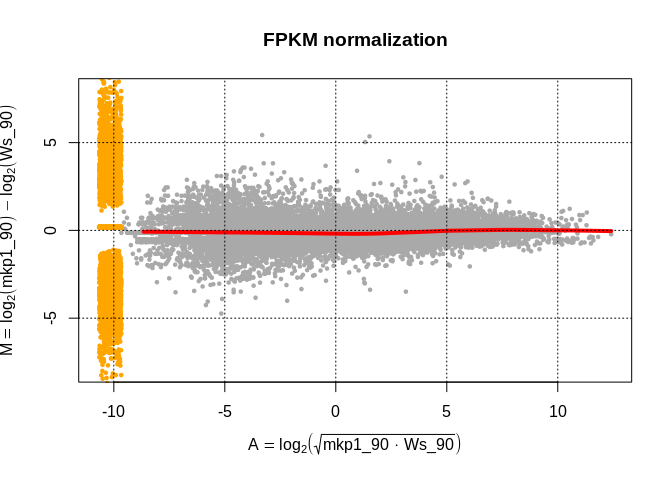 FPKM normalization
M = log2(mkp1_90) − log2(Ws_90)
5
0
-5
-10 -5 0 5 10
A = log2(√mkp1_90 · Ws_90)